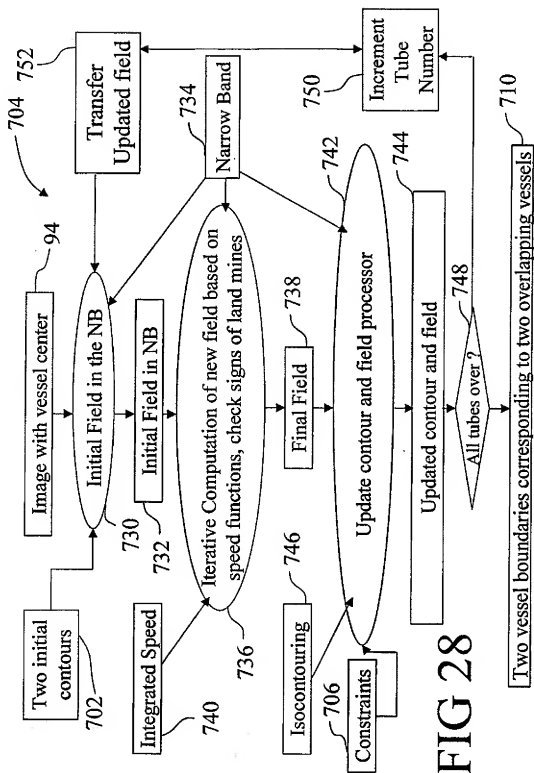 704
94
Image with vessel center
752
Transfer
Updated field
Two initial
contours
702
Initial Field in the NB
730
Initial Field in NB
732
734
Narrow Band
Integrated Speed
740
Iterative Computation of new field based on
speed functions, check signs of land mines
736
750
Increment
Tube
Number
Final Field
738
Isocontouring
746
742
Update contour and field processor
706
Constraints
744
Updated contour and field
748
All tubes over ?
710
Two vessel boundaries corresponding to two overlapping vessels
FIG 28